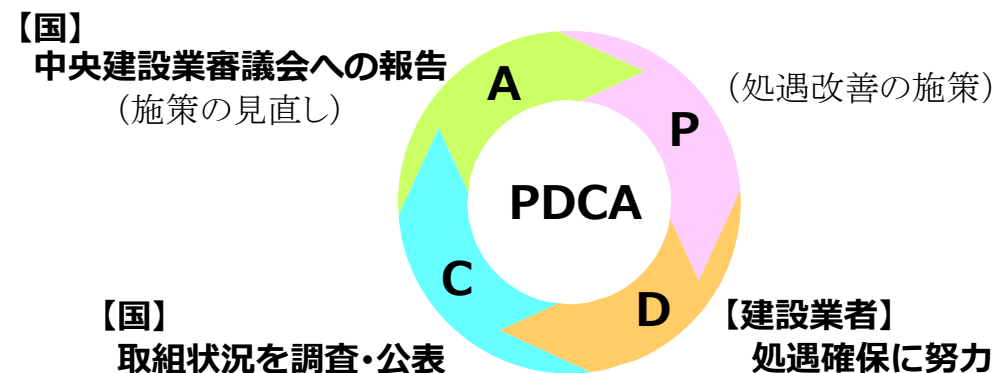 【国】
中央建設業審議会への報告
（施策の見直し）
A
P
（処遇改善の施策）
PDCA
C
D
【国】
取組状況を調査・公表
【建設業者】
処遇確保に努力